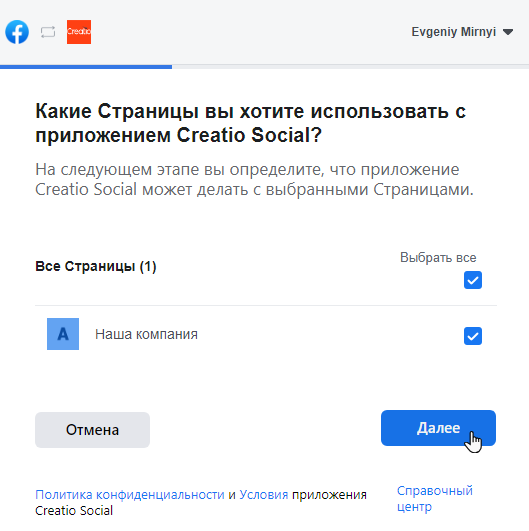 Creatio
Evgeniy Mirnyi
Какие Страницы вы хотите использовать с
приложением Creatio Social?
На следующем этапе вы определите, что приложение
Creatio Social может делать с выбранными Страницами.
Выбрать все
Все Страницы (1)
A Наша компания
Отмена
Далее
Политика конфиденциальности и Условия приложения
Creatio Social
Справочный
центр